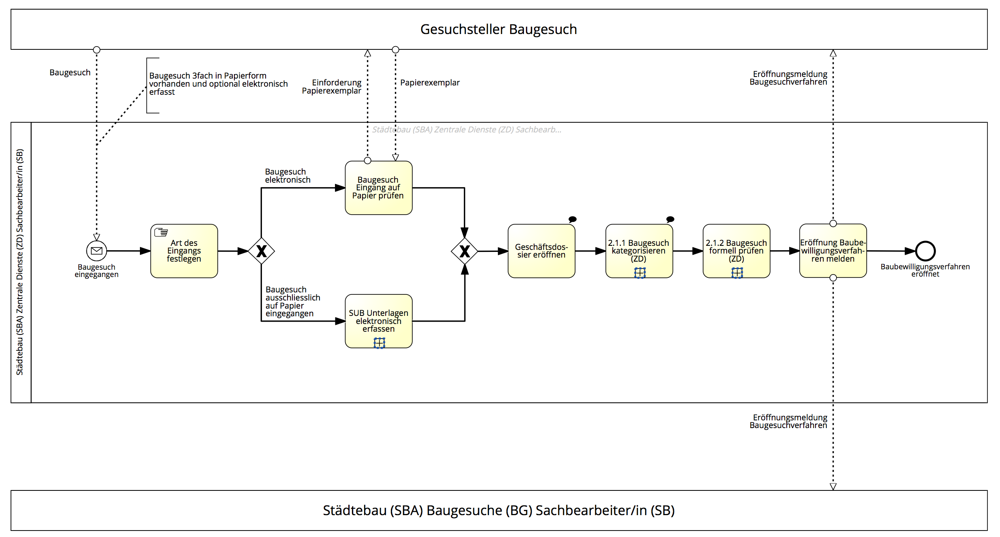 Gesuchsteller Baugesuch
Baugesuch
Baugesuch 3fach in Papierform
vorhanden und optional elektronisch
erfasst
Einforderung
Papierexemplar
Papierexemplar
Eröffnungsmeldung
Baugesuchverfahren
Städtebau (SBA) Zentrale Dienste (ZD) Sachbearbeiter/in (SB)
Städtebau (SBA) Zentrale Dienste (ZD) Sachbearb...
Baugesuch
eingegangen
Art des
Eingangs
festlegen
Baugesuch
elektronisch
Baugesuch
Eingang auf
Papier prüfen
Baugesuch
ausschliesslich
auf Papier
eingegangen
SUB Unterlagen
elektronisch
erfassen
Geschäftsdos-
sier eröffnen
2.1.1 Baugesuch
kategorisieren
(ZD)
2.1.2 Baugesuch
formell prüfen
(ZD)
Eröffnung Baube-
willigungsverfah-
ren melden
Baubewilligungsverfahren
eröffnet
Eröffnungsmeldung
Baugesuchverfahren
Städtebau (SBA) Baugesuche (BG) Sachbearbeiter/in (SB)